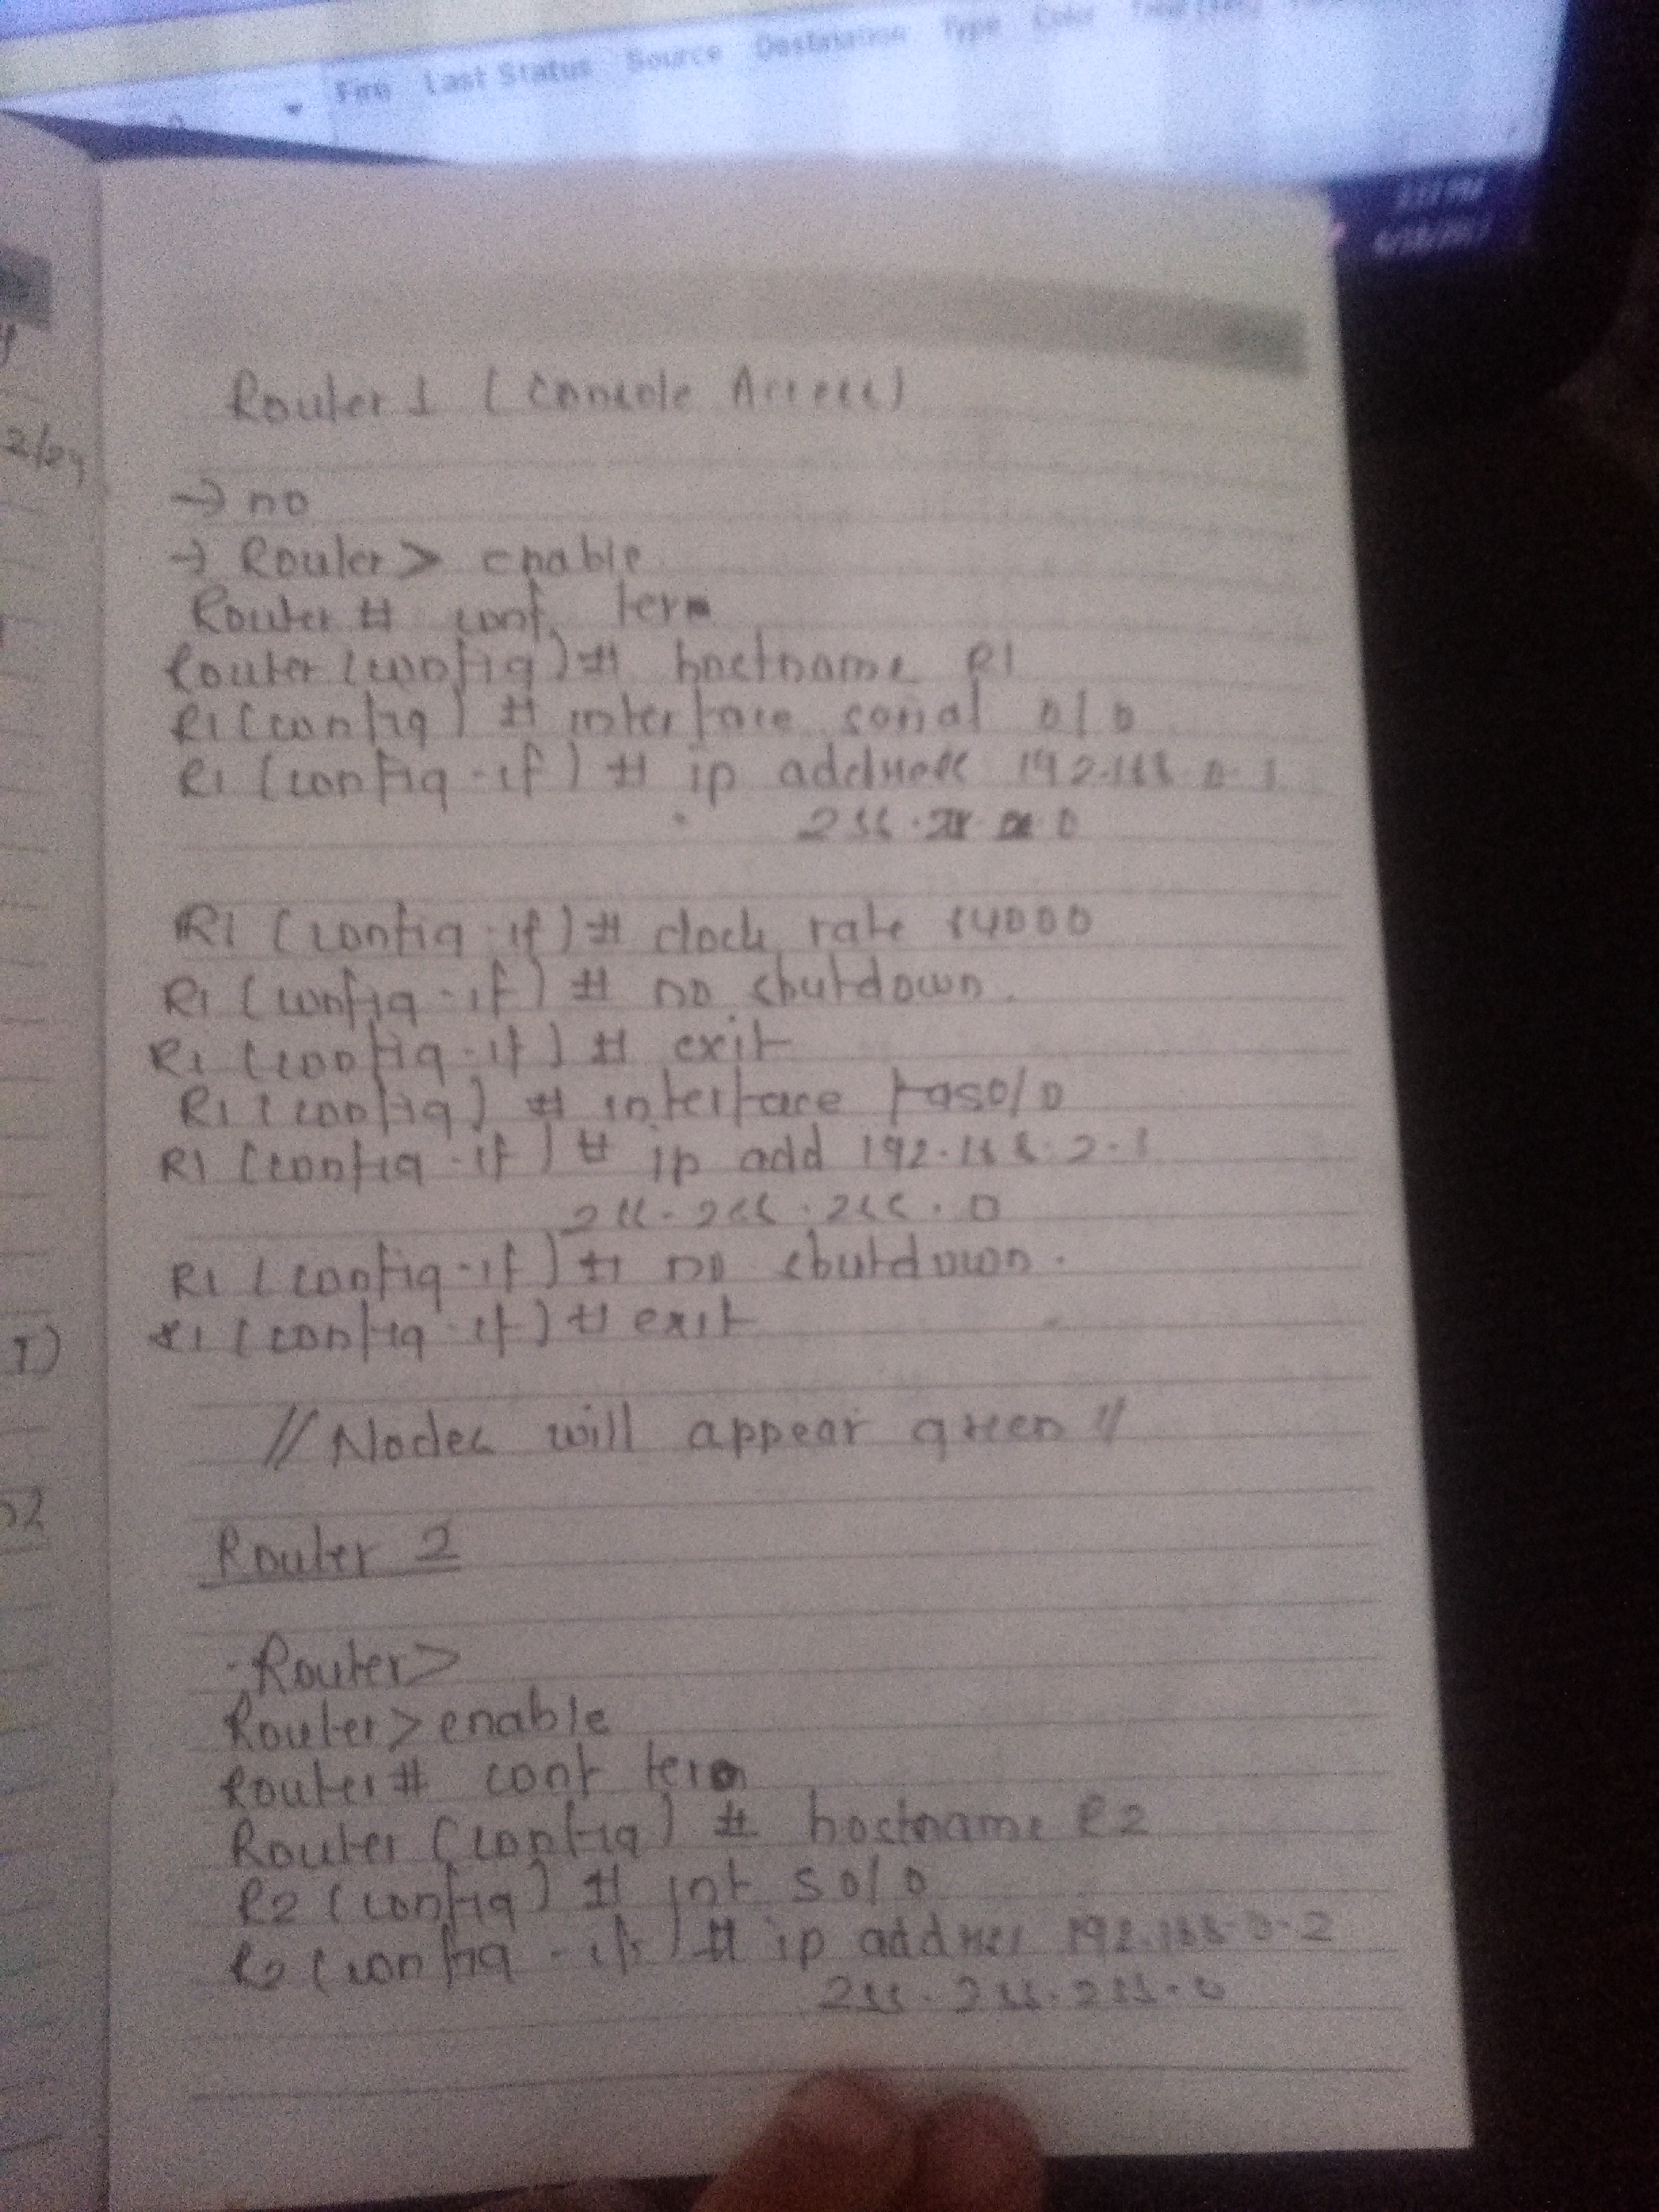 Fire Last Status Source Destination Type Color
Router 1 (Console Access)
→ no
→ Router> enable
Router # conf term
Router (config) # hostname R1
R1 (config) # interface serial 0/0
R1 (config-if) # ip address 192.168.0.1
255.255.255.0
R1 (config-if) # clock rate 64000
R1 (config-if) # no shutdown.
R1 (config-if) # exit
R1 (config) # interface fas0/0
R1 (config-if) # ip add 192.168.2.1
255.255.255.0
R1 (config-if) # no shutdown.
R1 (config-if) # exit
// Nodes will appear green //
Router 2
Router>
Router>enable
Router# conf term
Router (config) # hostname R2
R2 (config) # int s0/0
R2 (config-if) # ip address 192.168.0.2
255.255.255.0